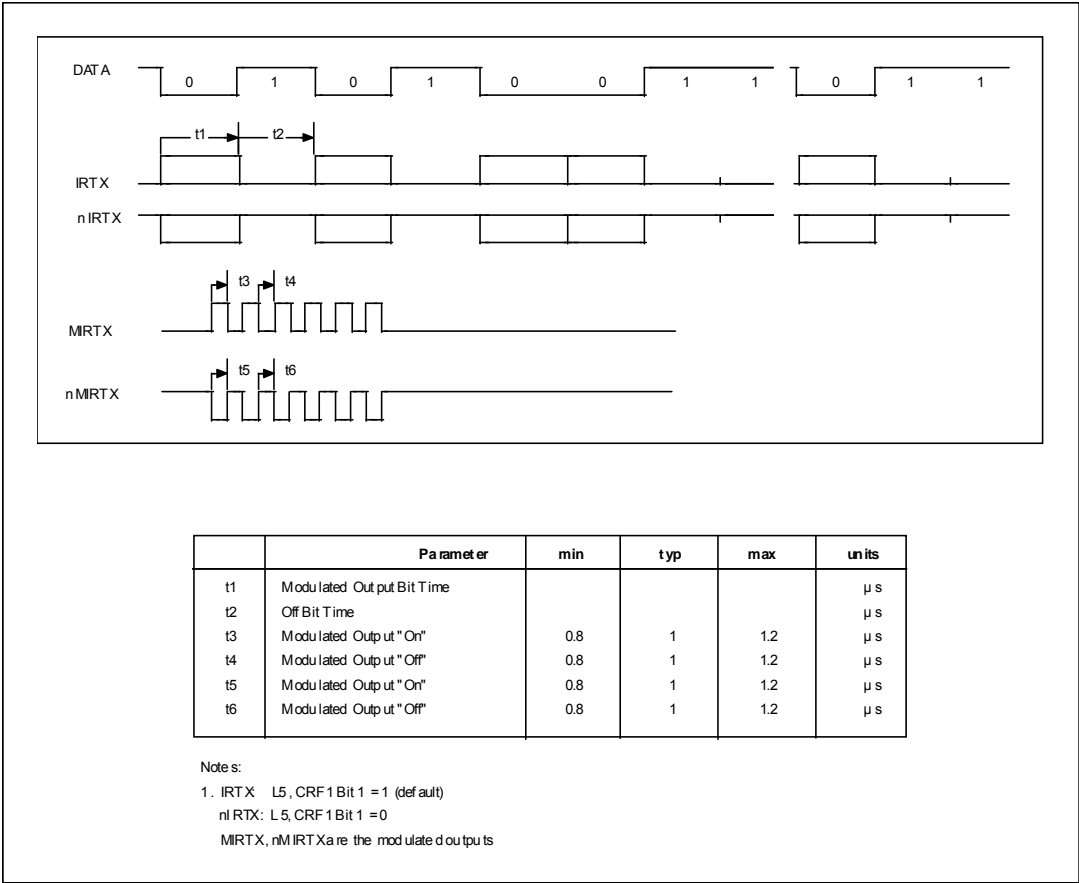 DATA
0 1 0 1 0 0 1 1 0 1 1
t1 t2
IRTX
nIRTX
t3 t4
MIRTX
t5 t6
nMIRTX
Parameter min typ max units
t1 Modulated Output Bit Time µs
t2 Off Bit Time µs
t3 Modulated Output "On" 0.8 1 1.2 µs
t4 Modulated Output "Off" 0.8 1 1.2 µs
t5 Modulated Output "On" 0.8 1 1.2 µs
t6 Modulated Output "Off" 0.8 1 1.2 µs
Notes:
1. IRTX: L5, CRF1 Bit 1 = 1 (default)
nIRTX: L5, CRF1 Bit 1 = 0
MIRTX, nMIRTX are the modulated outputs